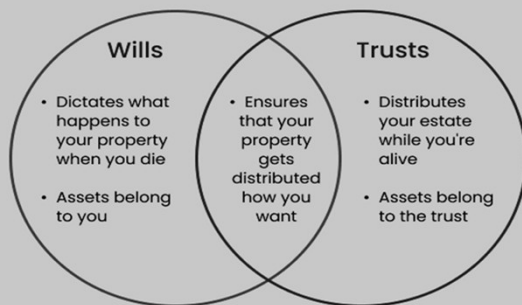 Wills
• Dictates what
happens to
your property
when you die
• Assets belong
to you
• Ensures
that your
property
gets
distributed
how you
want
Trusts
• Distributes
your estate
while you're
alive
• Assets belong
to the trust